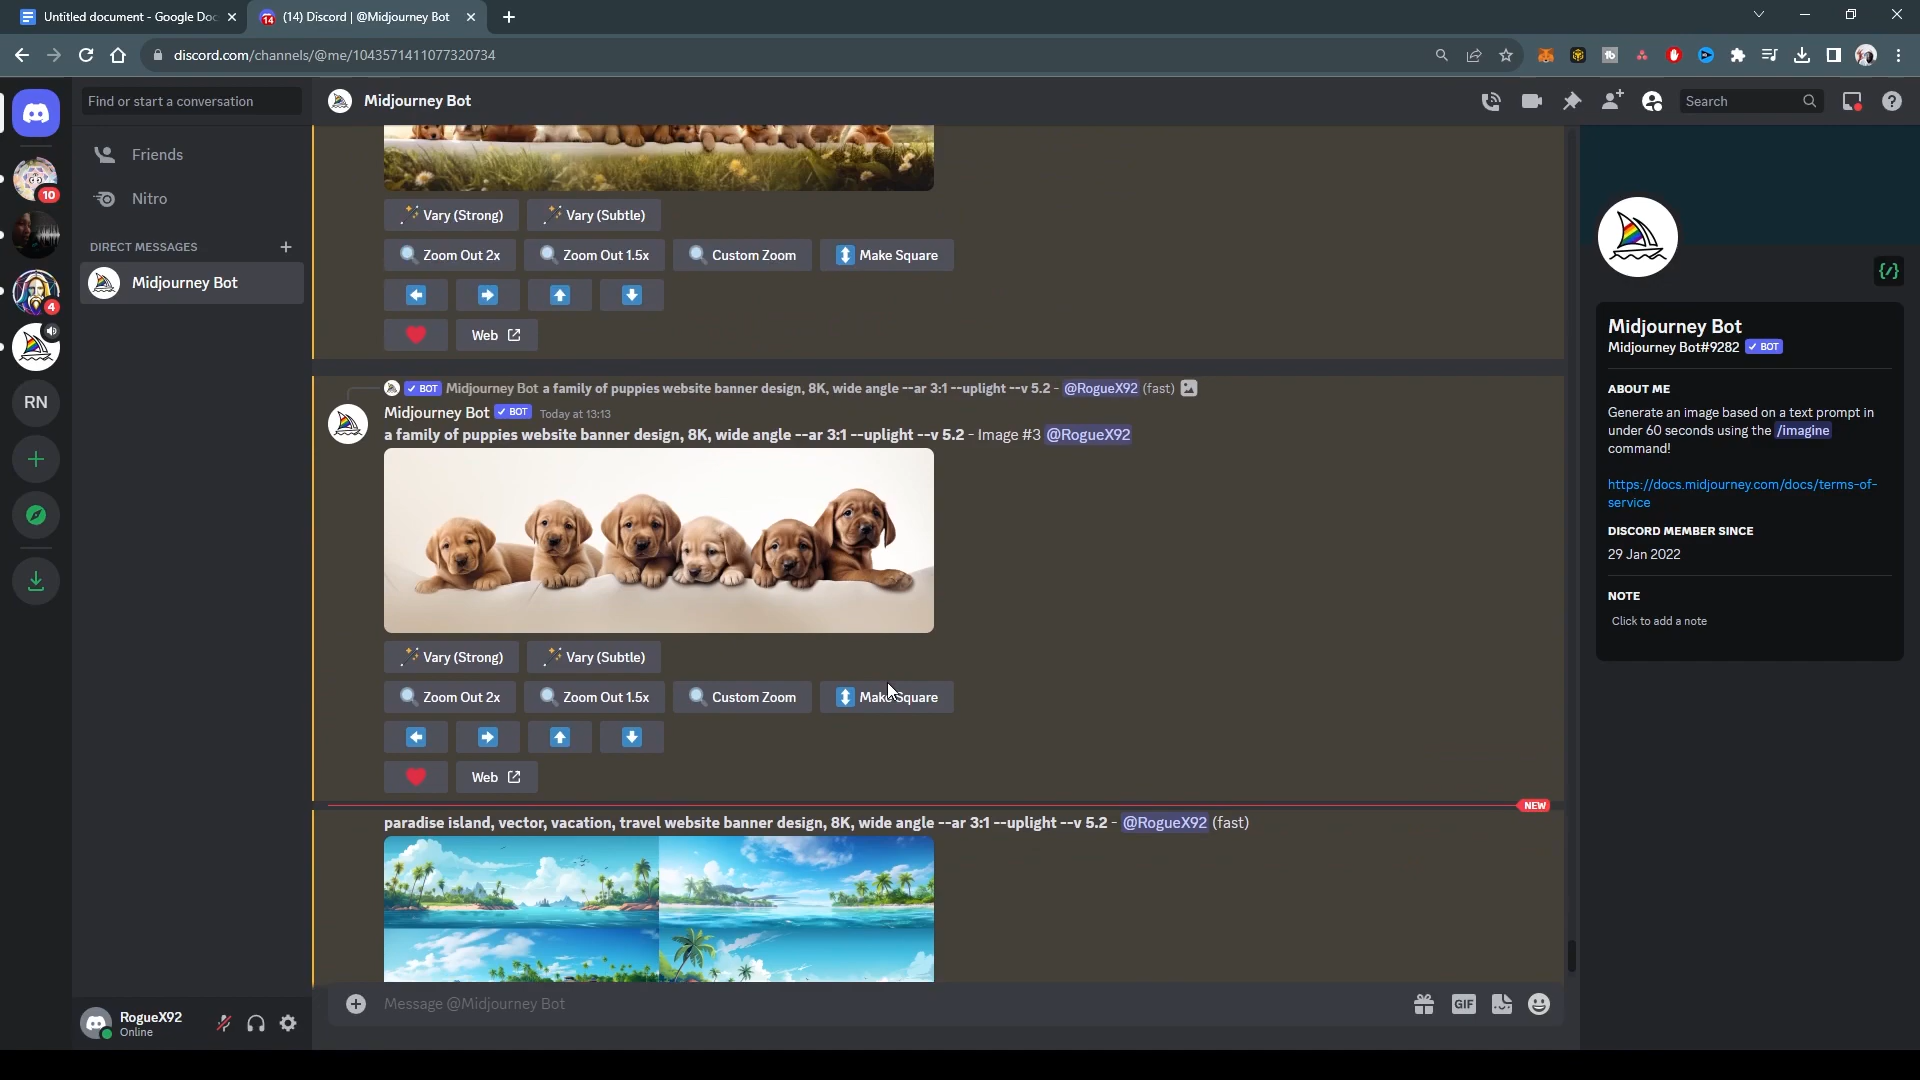 Untitled document - Google Doc
(14) Discord | @Midjourney Bot
discord.com/channels/@me/1043571411077320734
Find or start a conversation
Midjourney Bot
Search
Friends
Nitro
DIRECT MESSAGES
Midjourney Bot
10
4
RN
RogueX92
Online
Vary (Strong)
Vary (Subtle)
Zoom Out 2x
Zoom Out 1.5x
Custom Zoom
Make Square
Web
BOT Midjourney Bot a family of puppies website banner design, 8K, wide angle --ar 3:1 --uplight --v 5.2 - @RogueX92 (fast)
Midjourney Bot BOT Today at 13:13
a family of puppies website banner design, 8K, wide angle --ar 3:1 --uplight --v 5.2 - Image #3 @RogueX92
Vary (Strong)
Vary (Subtle)
Zoom Out 2x
Zoom Out 1.5x
Custom Zoom
Make Square
Web
NEW
paradise island, vector, vacation, travel website banner design, 8K, wide angle --ar 3:1 --uplight --v 5.2 - @RogueX92 (fast)
Message @Midjourney Bot
GIF
Midjourney Bot
Midjourney Bot#9282 BOT
ABOUT ME
Generate an image based on a text prompt in
under 60 seconds using the /imagine
command!
https://docs.midjourney.com/docs/terms-of-
service
DISCORD MEMBER SINCE
29 Jan 2022
NOTE
Click to add a note